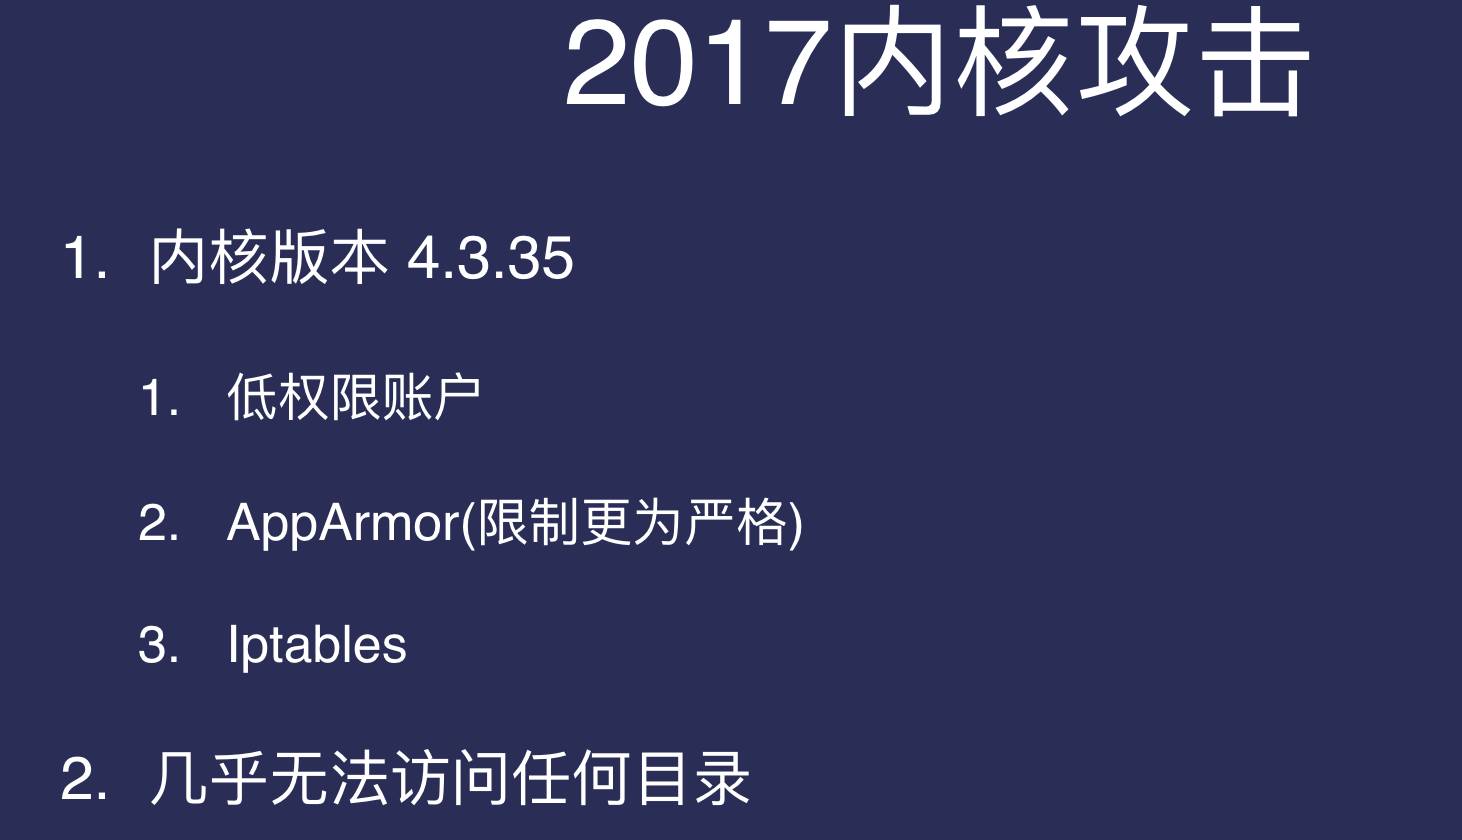 2017内核攻击
1. 内核版本 4.3.35
1. 低权限账户
2. AppArmor(限制更为严格)
3. Iptables
2. 几乎无法访问任何目录